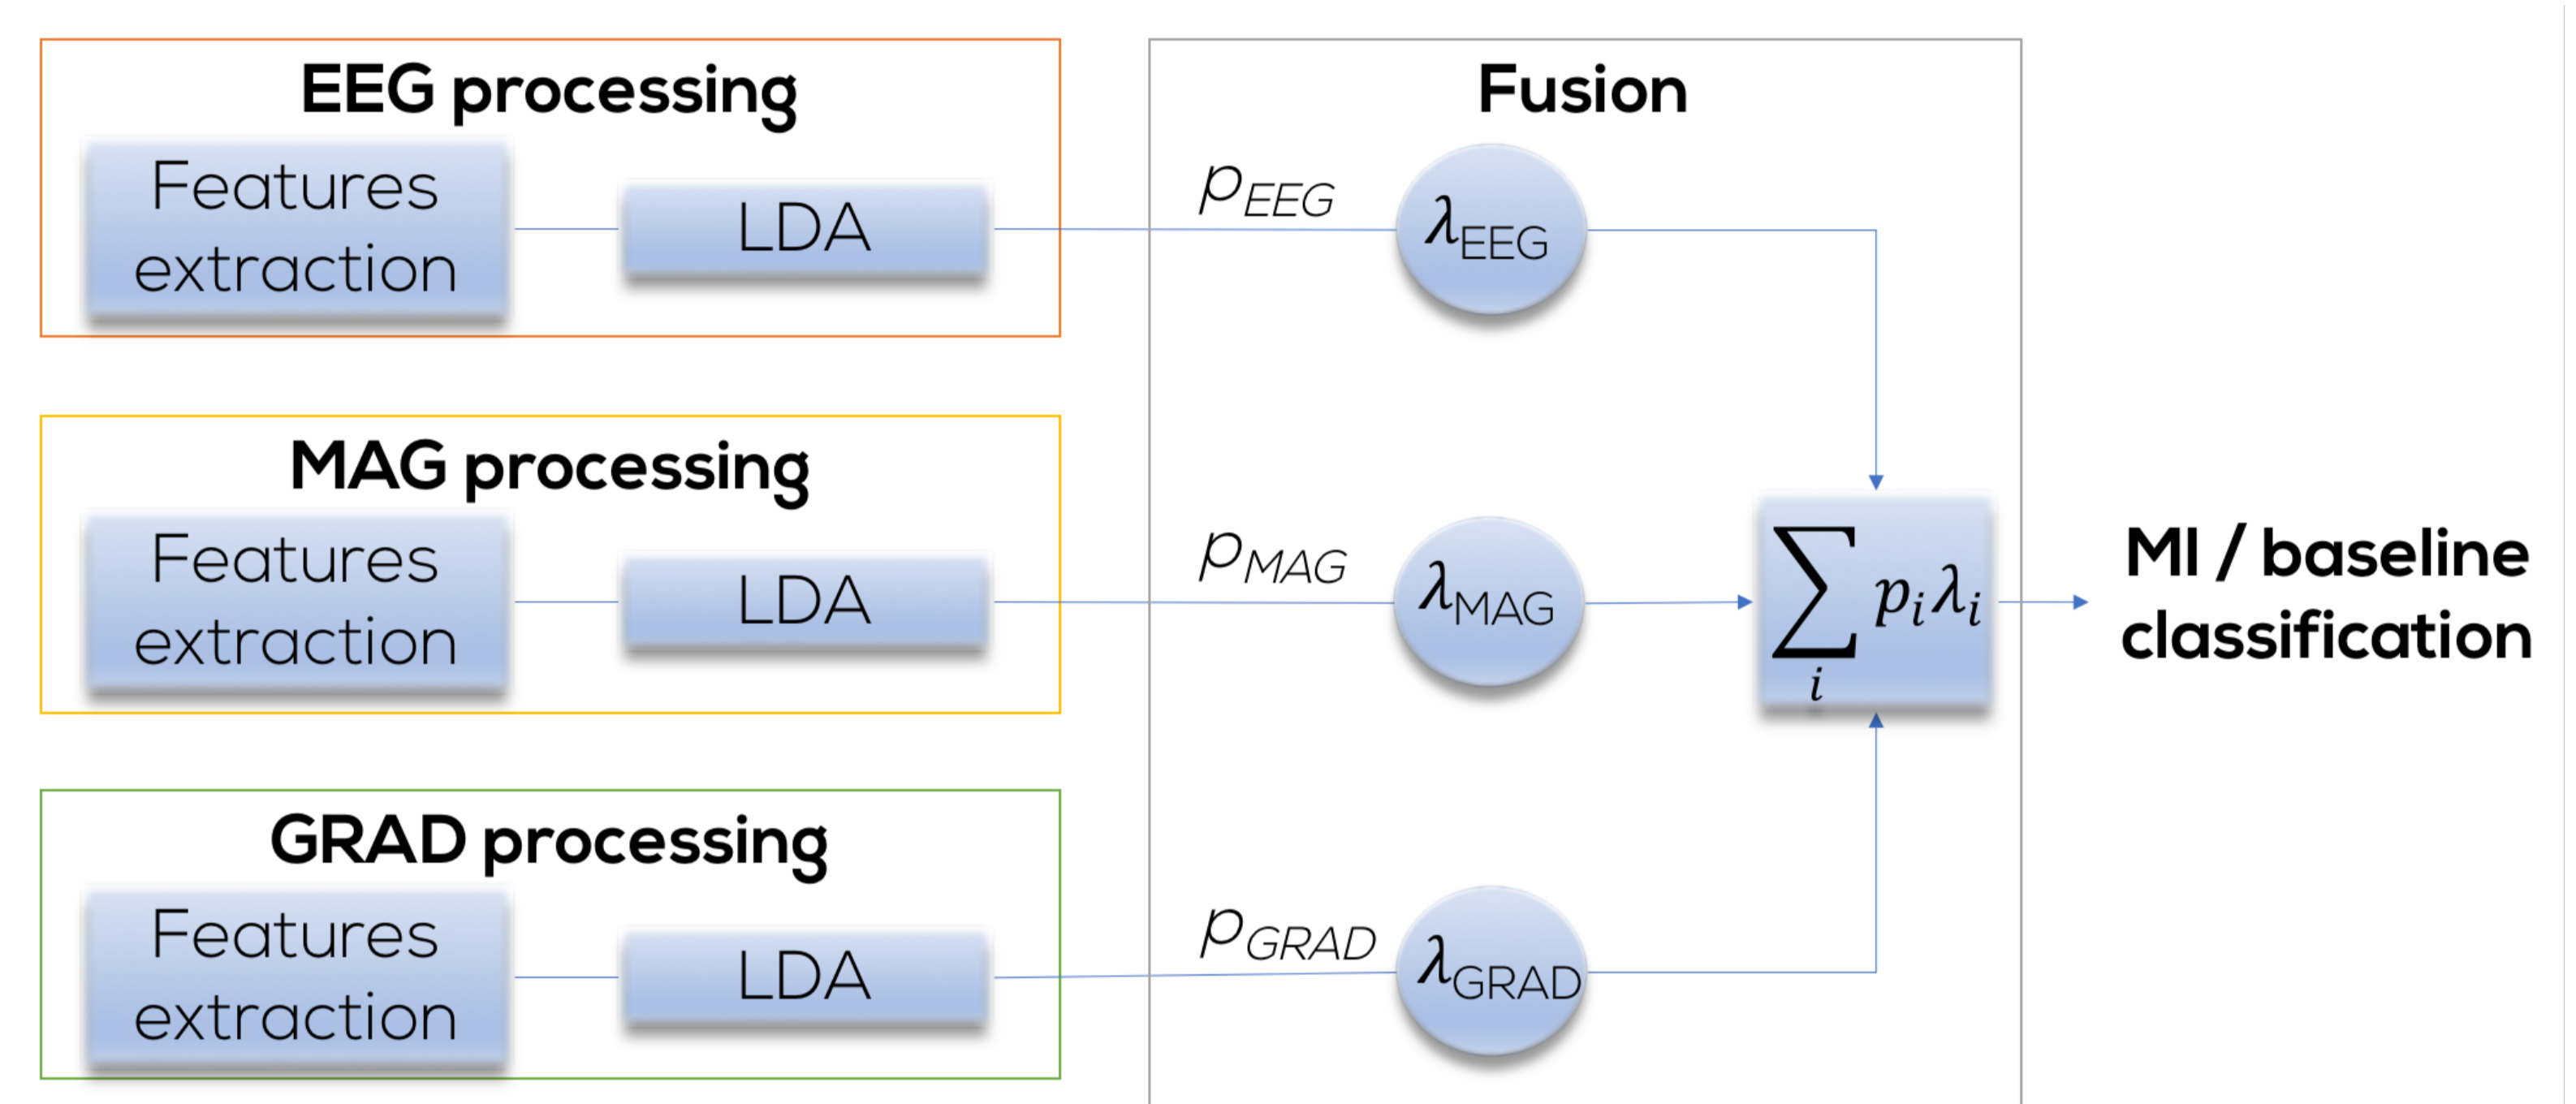 EEG processing
Features
extraction
LDA
MAG processing
Features
extraction
LDA
GRAD processing
Features
extraction
LDA
Fusion
pEEG
λEEG
pMAG
λMAG
pGRAD
λGRAD
∑ pᵢλᵢ
i
MI / baseline
classification